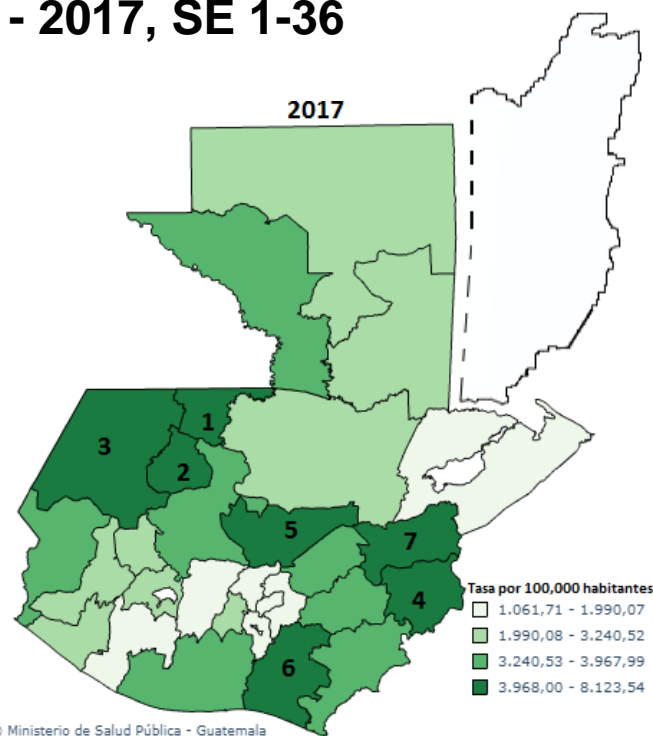 - 2017, SE 1-36
2017
3
1
2
5
7
4
6
Tasa por 100,000 habitantes
1.061,71 - 1.990,07
1.990,08 - 3.240,52
3.240,53 - 3.967,99
3.968,00 - 8.123,54
Ministerio de Salud Pública - Guatemala